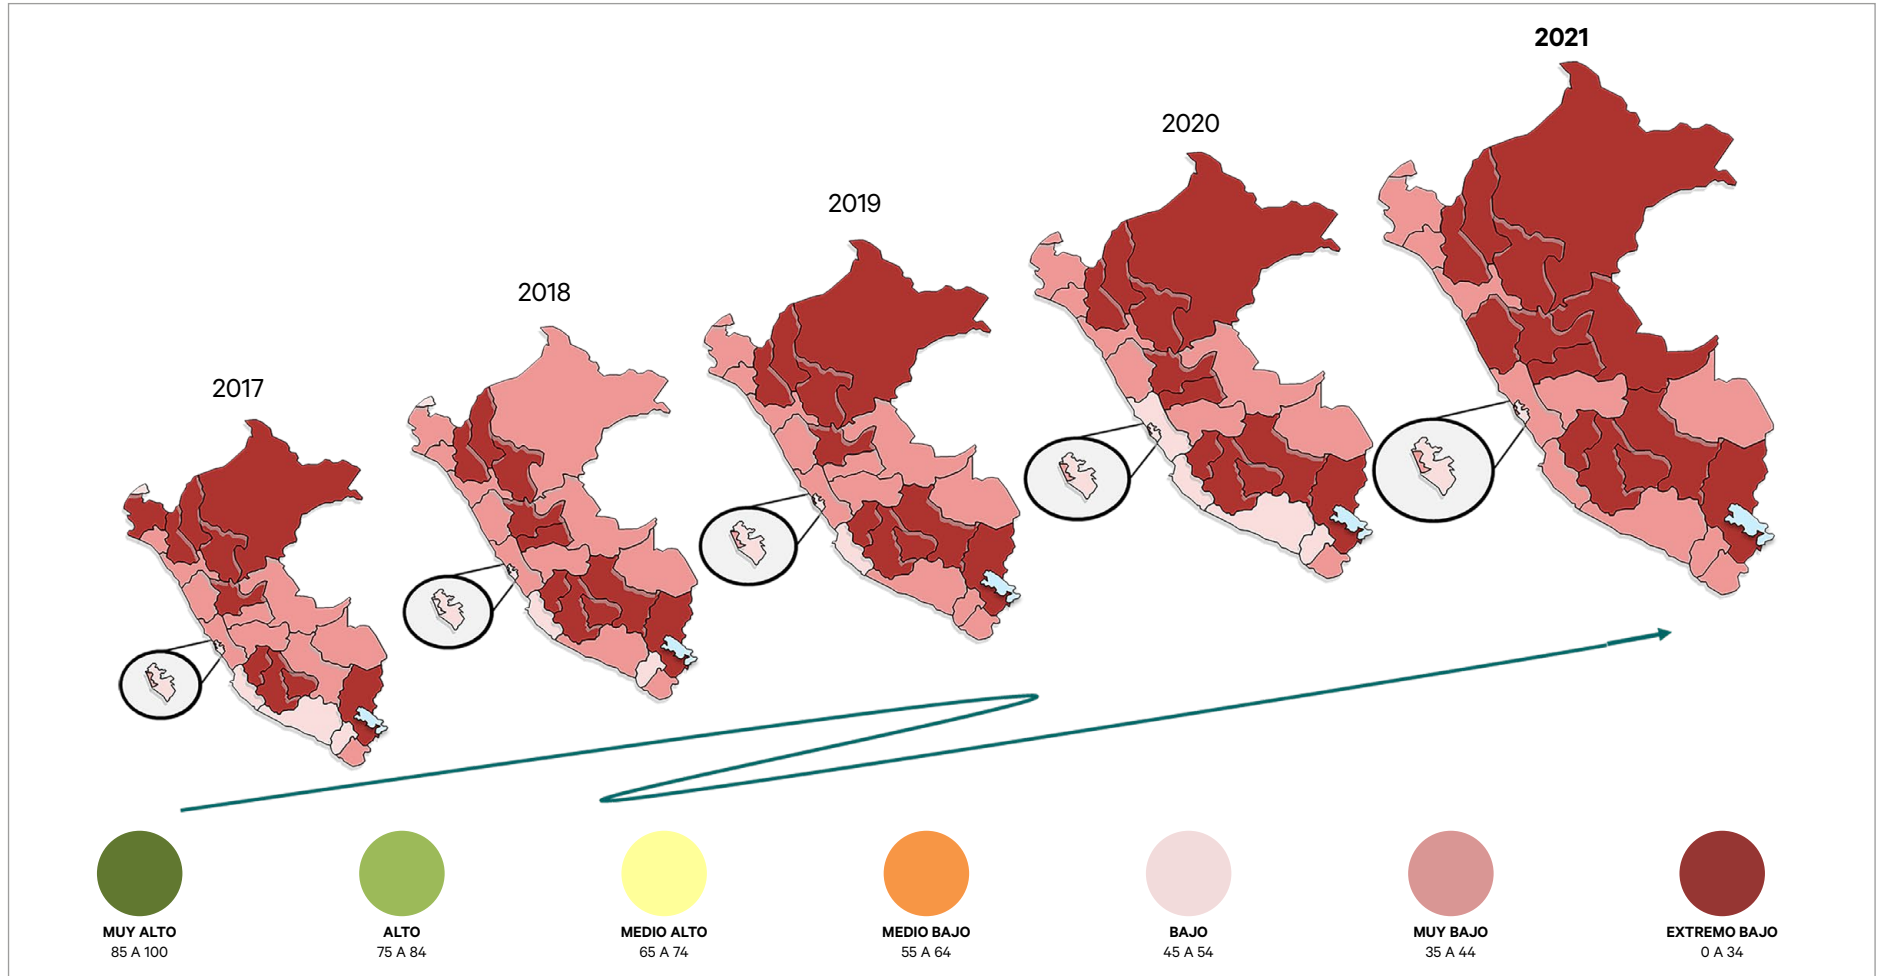 2021
2020
2019
2018
2017
MUY ALTO
85 A 100
ALTO
75 A 84
MEDIO ALTO
65 A 74
MEDIO BAJO
55 A 64
BAJO
45 A 54
MUY BAJO
35 A 44
EXTREMO BAJO
0 A 34